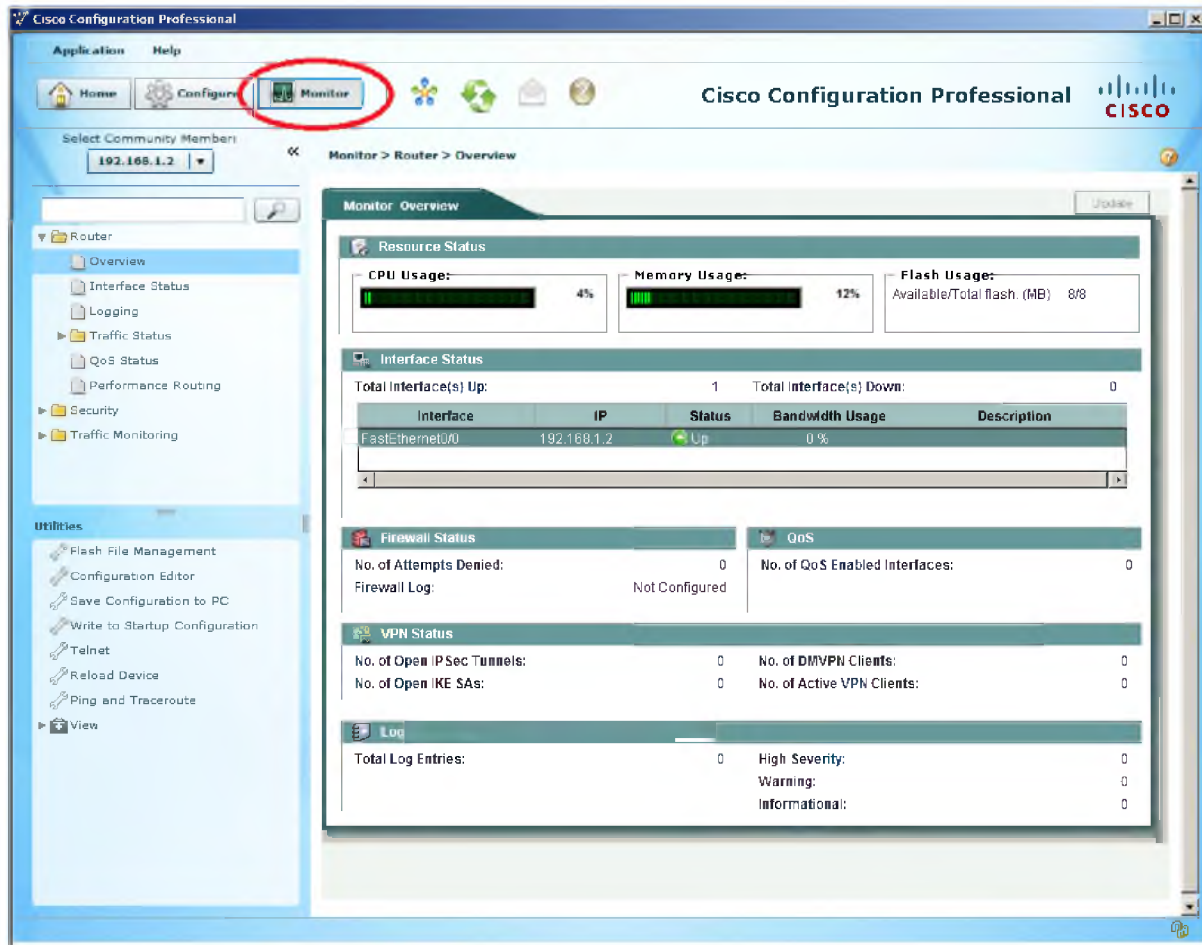 Cisco Configuration Professional
Application Help
Home Configure Monitor Cisco Configuration Professional CISCO
Select Community Member:
192.168.1.2
Monitor > Router > Overview
Monitor Overview Update
Router
Overview
Interface Status
Logging
Traffic Status
QoS Status
Performance Routing
Security
Traffic Monitoring
Utilities
Flash File Management
Configuration Editor
Save Configuration to PC
Write to Startup Configuration
Telnet
Reload Device
Ping and Traceroute
View
Resource Status
CPU Usage: 4%
Memory Usage: 12%
Flash Usage:
Available/Total flash. (MB) 8/8
Interface Status
Total Interface(s) Up: 1 Total Interface(s) Down: 0
Interface IP Status Bandwidth Usage Description
FastEthernet0/0 192.168.1.2 Up 0 %
Firewall Status
No. of Attempts Denied: 0
Firewall Log: Not Configured
QoS
No. of QoS Enabled Interfaces: 0
VPN Status
No. of Open IPSec Tunnels: 0 No. of DMVPN Clients: 0
No. of Open IKE SAs: 0 No. of Active VPN Clients: 0
Log
Total Log Entries: 0 High Severity: 0
Warning: 0
Informational: 0